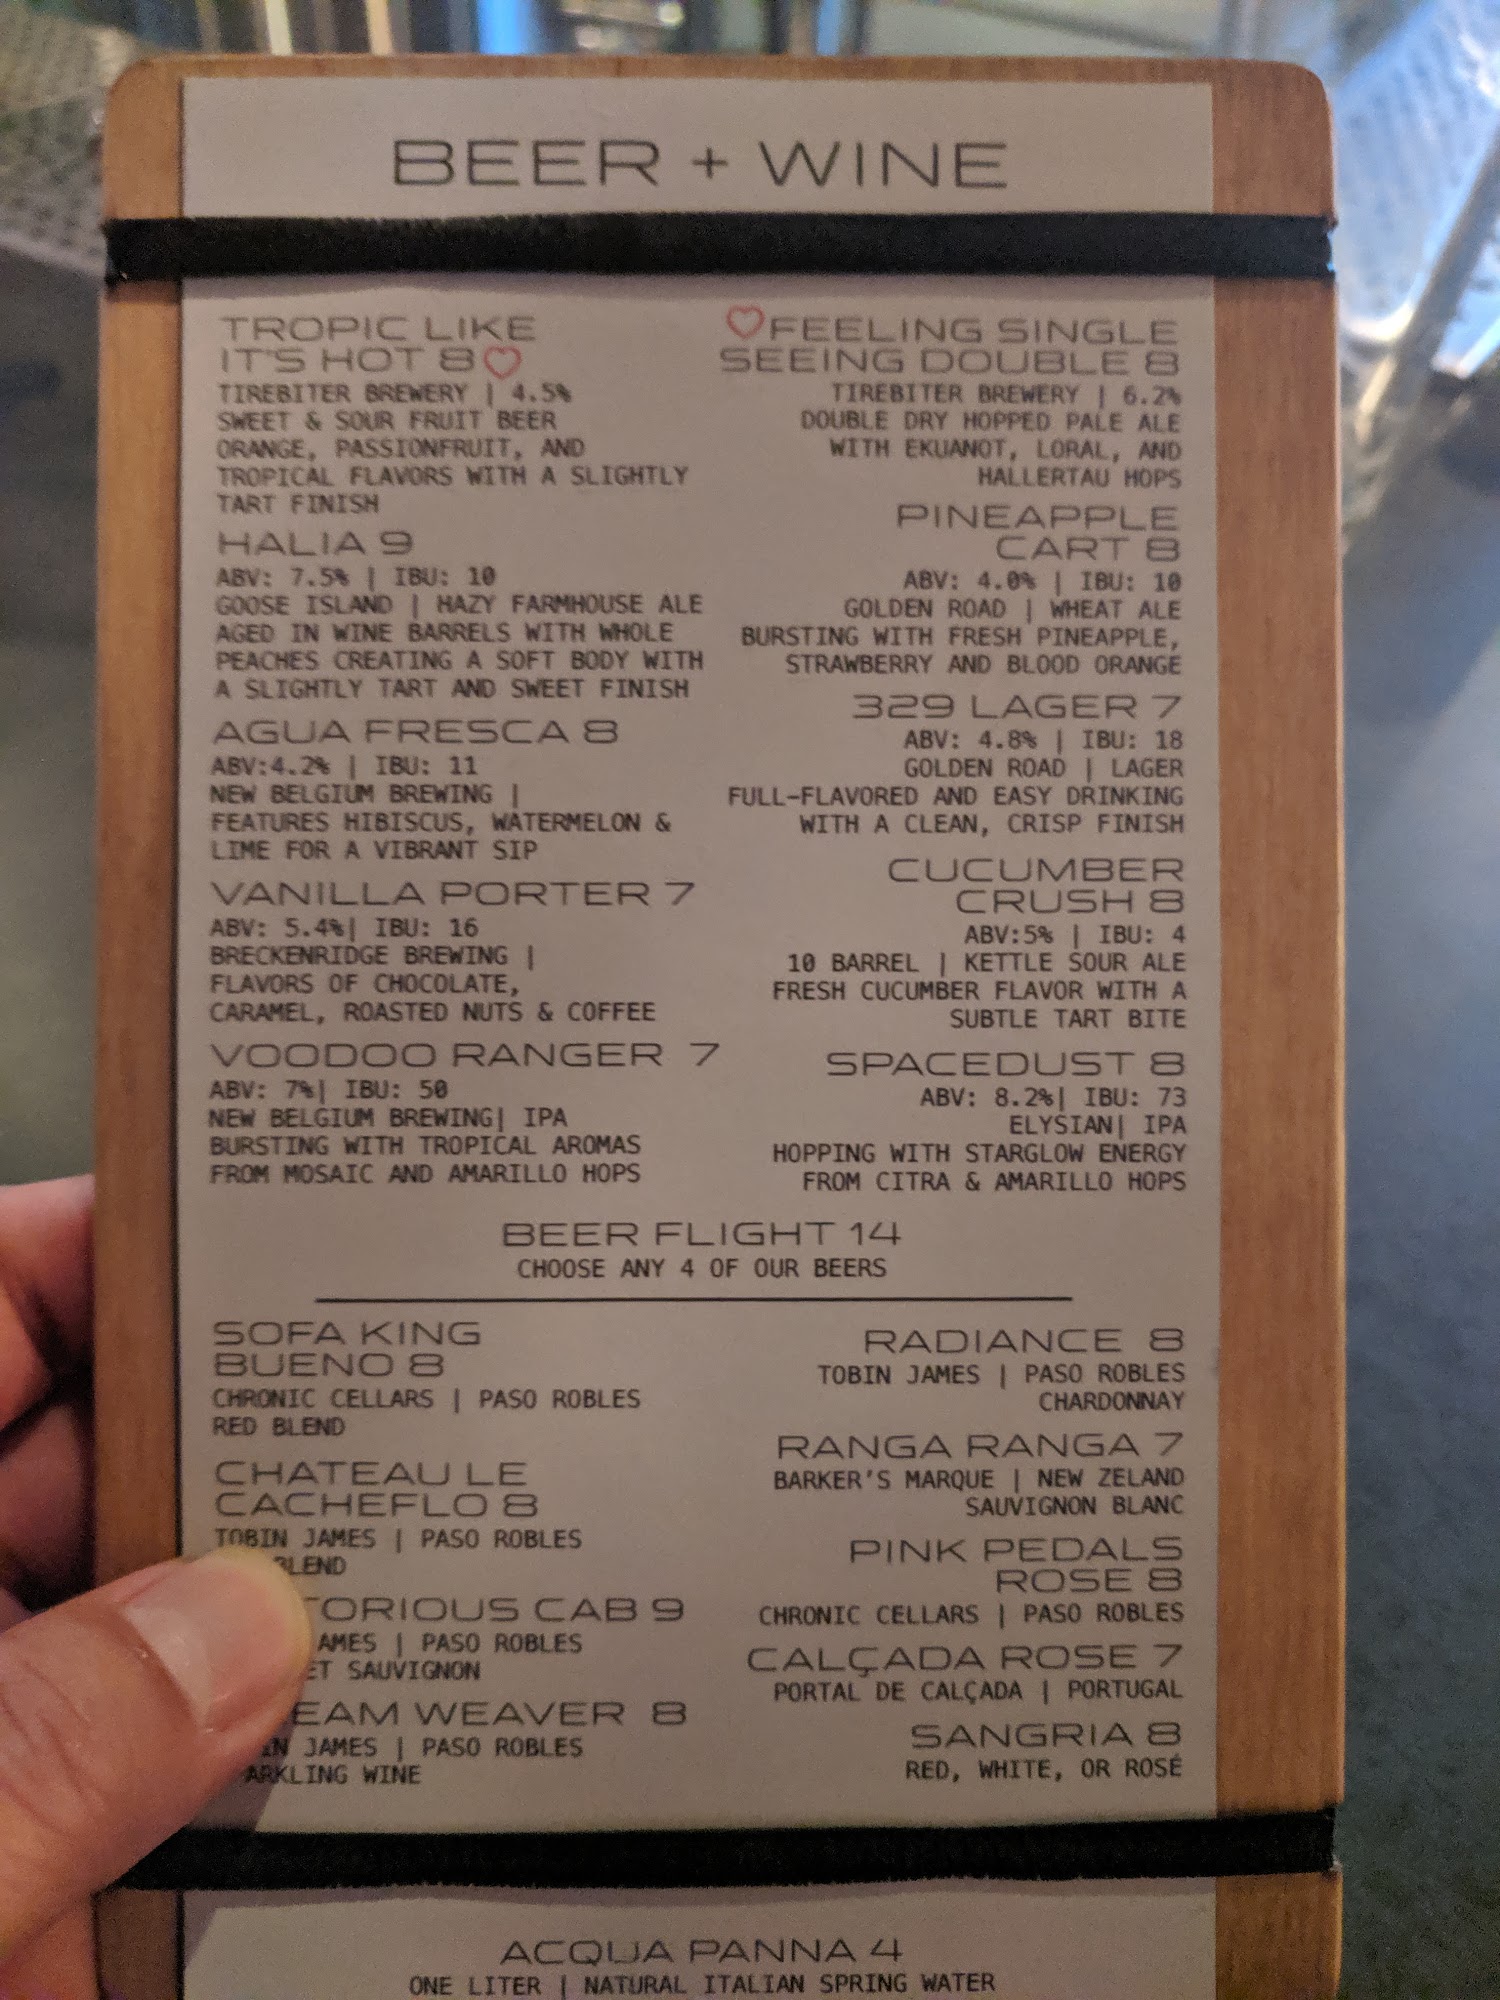 BEER + WINE
TROPIC LIKE
IT'S HOT 8
TIREBITER BREWERY | 4.5%
SWEET & SOUR FRUIT BEER
ORANGE, PASSIONFRUIT, AND
TROPICAL FLAVORS WITH A SLIGHTLY
TART FINISH
HALIA 9
ABV: 7.5% | IBU: 10
GOOSE ISLAND | HAZY FARMHOUSE ALE
AGED IN WINE BARRELS WITH WHOLE
PEACHES CREATING A SOFT BODY WITH
A SLIGHTLY TART AND SWEET FINISH
AGUA FRESCA 8
ABV:4.2% | IBU: 11
NEW BELGIUM BREWING |
FEATURES HIBISCUS, WATERMELON &
LIME FOR A VIBRANT SIP
VANILLA PORTER 7
ABV: 5.4%| IBU: 16
BRECKENRIDGE BREWING |
FLAVORS OF CHOCOLATE,
CARAMEL, ROASTED NUTS & COFFEE
VOODOO RANGER 7
ABV: 7%| IBU: 50
NEW BELGIUM BREWING| IPA
BURSTING WITH TROPICAL AROMAS
FROM MOSAIC AND AMARILLO HOPS
FEELING SINGLE
SEEING DOUBLE 8
TIREBITER BREWERY | 6.2%
DOUBLE DRY HOPPED PALE ALE
WITH EKUANOT, LORAL, AND
HALLERTAU HOPS
PINEAPPLE
CART 8
ABV: 4.0% | IBU: 10
GOLDEN ROAD | WHEAT ALE
BURSTING WITH FRESH PINEAPPLE,
STRAWBERRY AND BLOOD ORANGE
329 LAGER 7
ABV: 4.8% | IBU: 18
GOLDEN ROAD | LAGER
FULL-FLAVORED AND EASY DRINKING
WITH A CLEAN, CRISP FINISH
CUCUMBER
CRUSH 8
ABV:5% | IBU: 4
10 BARREL | KETTLE SOUR ALE
FRESH CUCUMBER FLAVOR WITH A
SUBTLE TART BITE
SPACEDUST 8
ABV: 8.2%| IBU: 73
ELYSIAN| IPA
HOPPING WITH STARGLOW ENERGY
FROM CITRA & AMARILLO HOPS
BEER FLIGHT 14
CHOOSE ANY 4 OF OUR BEERS
SOFA KING
BUENO 8
CHRONIC CELLARS | PASO ROBLES
RED BLEND
CHATEAU LE
CACHEFLO 8
TOBIN JAMES | PASO ROBLES
BLEND
CAB 9
| PASO ROBLES
SAUVIGNON
WEAVER 8
JAMES | PASO ROBLES
WINE
RADIANCE 8
TOBIN JAMES | PASO ROBLES
CHARDONNAY
RANGA RANGA 7
BARKER'S MARQUE | NEW ZELAND
SAUVIGNON BLANC
PINK PEDALS
ROSE 8
CHRONIC CELLARS | PASO ROBLES
CALÇADA ROSE 7
PORTAL DE CALÇADA | PORTUGAL
SANGRIA 8
RED, WHITE, OR ROSÉ
ACQUA PANNA 4
ONE LITER | NATURAL ITALIAN SPRING WATER